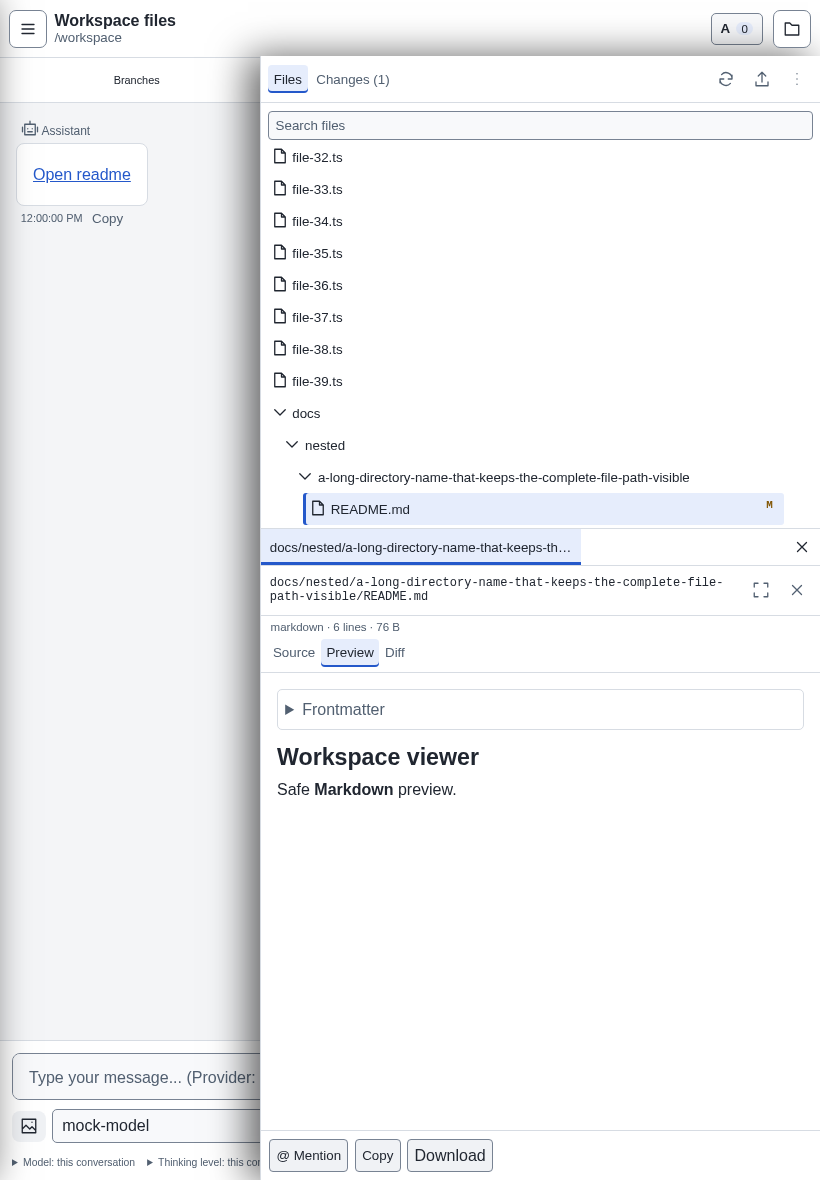 Workspace files
/workspace
A 0
Branches
Files Changes (1)
Search files
Assistant
Open readme
12:00:00 PM Copy
file-32.ts
file-33.ts
file-34.ts
file-35.ts
file-36.ts
file-37.ts
file-38.ts
file-39.ts
docs
nested
a-long-directory-name-that-keeps-the-complete-file-path-visible
README.md M
docs/nested/a-long-directory-name-that-keeps-th…
docs/nested/a-long-directory-name-that-keeps-the-complete-file-
path-visible/README.md
markdown · 6 lines · 76 B
Source Preview Diff
Frontmatter
Workspace viewer
Safe Markdown preview.
Type your message... (Provider:
mock-model
Model: this conversation Thinking level: this con
@ Mention Copy Download